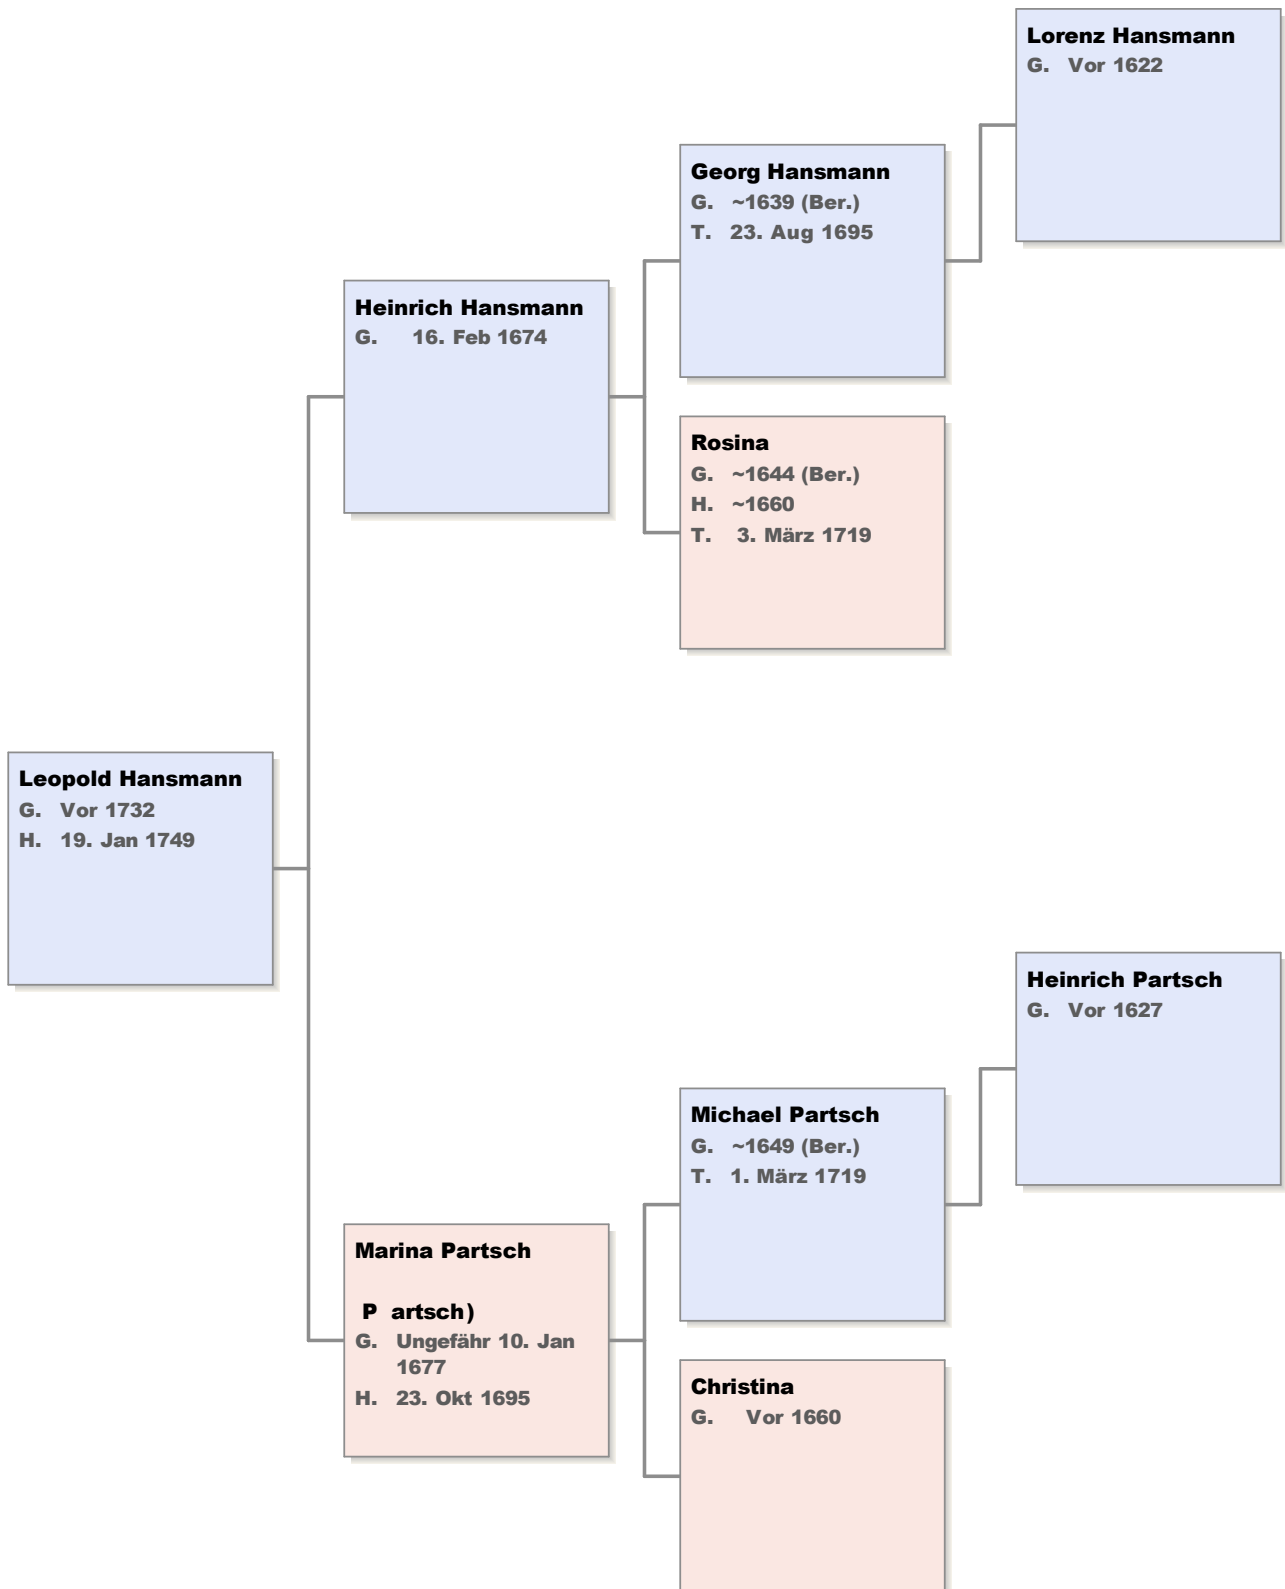 Lorenz Hansmann
G. Vor 1622
Georg Hansmann
G. ~1639 (Ber.)
T. 23. Aug 1695
Heinrich Hansmann
G. 16. Feb 1674
Rosina
G. ~1644 (Ber.)
H. ~1660
T. 3. März 1719
Leopold Hansmann
G. Vor 1732
H. 19. Jan 1749
Heinrich Partsch
G. Vor 1627
Michael Partsch
G. ~1649 (Ber.)
T. 1. März 1719
Marina Partsch
P artsch)
G. Ungefähr 10. Jan
1677
H. 23. Okt 1695
Christina
G. Vor 1660